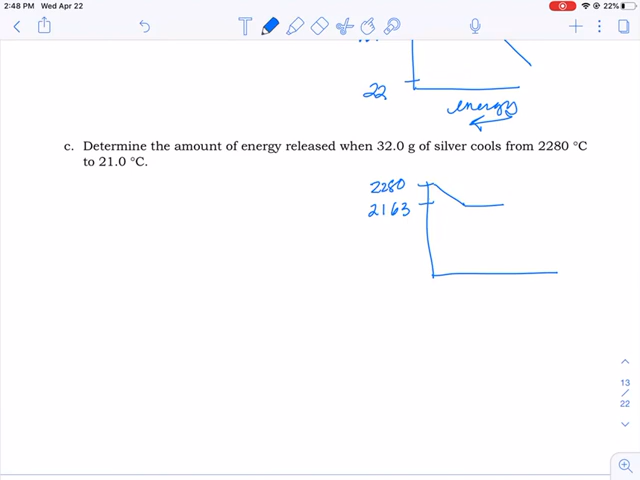 2:48 PM Wed Apr 22
22%
T
22
energy
c. Determine the amount of energy released when 32.0 g of silver cools from 2280 °C
to 21.0 °C.
2280
2163
13
/
22